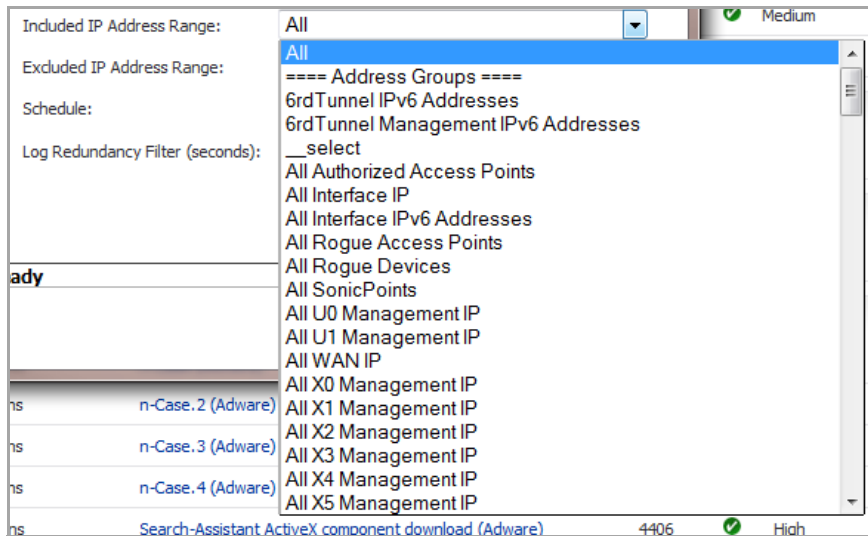 Included IP Address Range: All Medium
All
Excluded IP Address Range:
==== Address Groups ====
6rdTunnel IPv6 Addresses
Schedule:
6rdTunnel Management IPv6 Addresses
Log Redundancy Filter (seconds):
__select
All Authorized Access Points
All Interface IP
All Interface IPv6 Addresses
All Rogue Access Points
All Rogue Devices
ady
All SonicPoints
All U0 Management IP
All U1 Management IP
All WAN IP
All X0 Management IP
ns n-Case.2 (Adware)
All X1 Management IP
All X2 Management IP
ns n-Case.3 (Adware)
All X3 Management IP
All X4 Management IP
ns n-Case.4 (Adware)
All X5 Management IP
ns Search-Assistant ActiveX component download (Adware) 4406 High